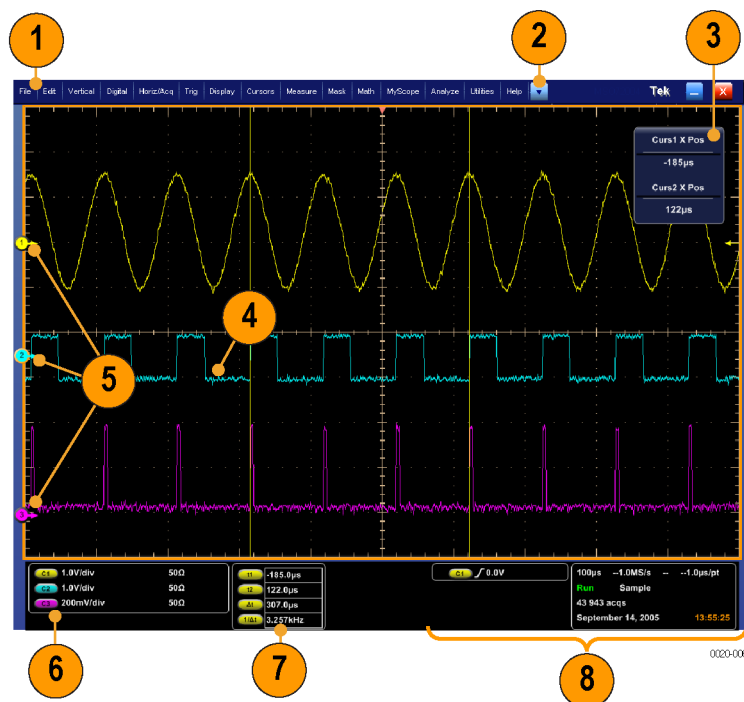 1
2
3
File Edit Vertical Digital Horiz/Acq Trig Display Cursors Measure Mask Math MyScope Analyze Utilities Help Tek X
Curs1 X Pos
-185µs
Curs2 X Pos
122µs
1
4
2
5
3
C1 1.0V/div 50Ω
C2 1.0V/div 50Ω
C3 200mV/div 50Ω
t1 -185.0µs
t2 122.0µs
Δt 307.0µs
1/Δt 3.257kHz
C1 0.0V
100µs --1.0MS/s -- --1.0µs/pt
Run Sample
43 943 acqs
September 14, 2005 13:55:25
6
7
8